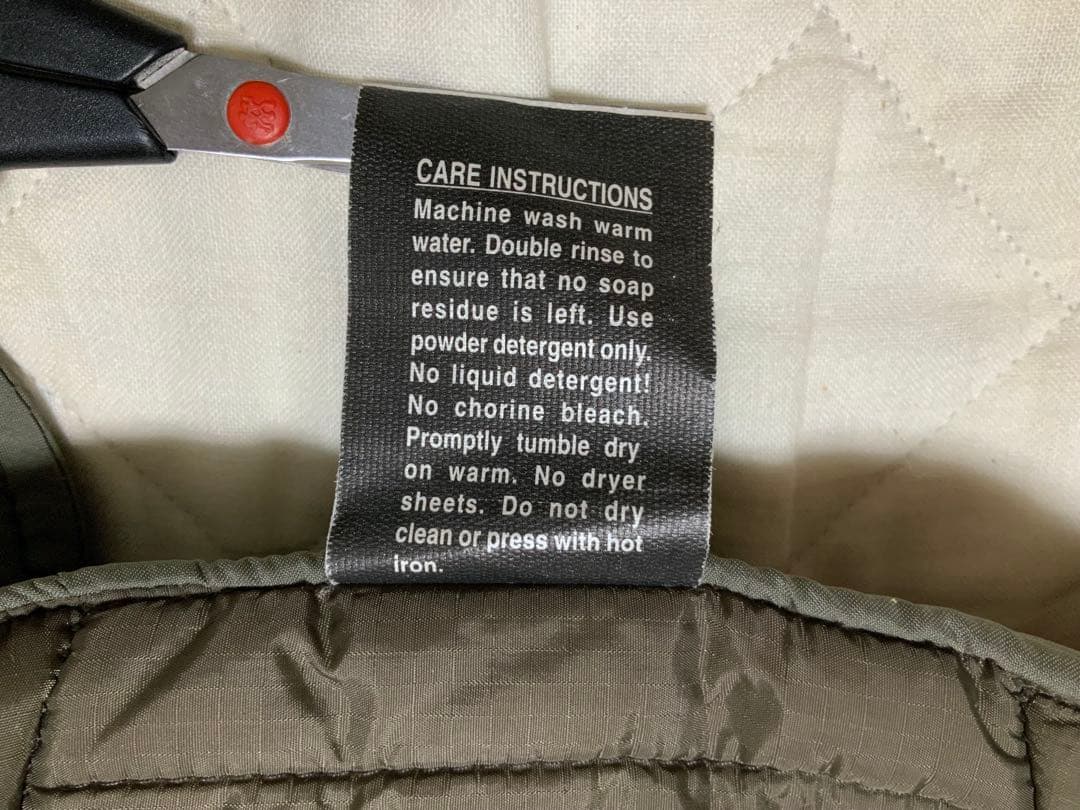 CARE INSTRUCTIONS
Machine wash warm
water. Double rinse to
ensure that no soap
residue is left. Use
powder detergent only.
No liquid detergent!
No chorine bleach.
Promptly tumble dry
on warm. No dryer
sheets. Do not dry
clean or press with hot
iron.